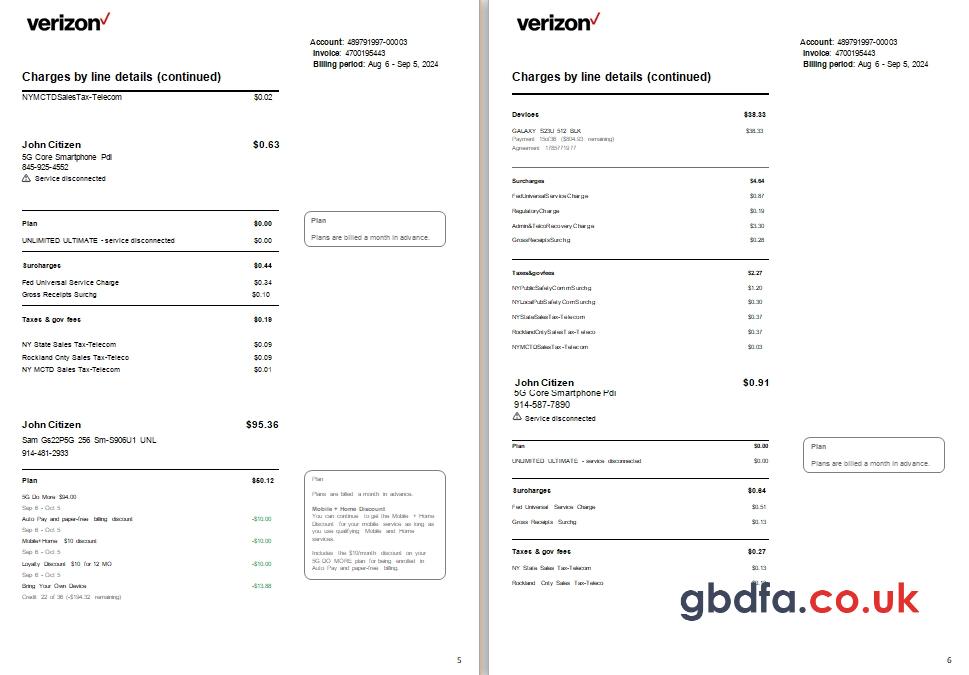 verizon✓
Account: 489791997-00003
Invoice: 4700195443
Billing period: Aug 6 - Sep 5, 2024
Charges by line details (continued)
NYMCTDSalesTax-Telecom $0.02
John Citizen $0.63
5G Core Smartphone Pdi
845-925-4552
Service disconnected
Plan $0.00
UNLIMITED ULTIMATE - service disconnected $0.00
Plan
Plans are billed a month in advance.
Surcharges $0.44
Fed Universal Service Charge $0.34
Gross Receipts Surchg $0.10
Taxes & gov fees $0.19
NY State Sales Tax-Telecom $0.09
Rockland Cnty Sales Tax-Teleco $0.09
NY MCTD Sales Tax-Telecom $0.01
John Citizen $95.36
Sam Gs22P5G 256 Sm-S906U1 UNL
914-481-2933
Plan $50.12
5G Do More $94.00
Sep 6 - Oct 5
Auto Pay and paper-free billing discount -$10.00
Sep 6 - Oct 5
Mobile+Home $10 discount -$10.00
Sep 6 - Oct 5
Loyalty Discount $10 for 12 MO -$10.00
Sep 6 - Oct 5
Bring Your Own Device -$13.88
Credit 22 of 36 (-$194.32 remaining)
Plan
Plans are billed a month in advance.
Mobile + Home Discount
You can continue to get the Mobile + Home
Discount for your mobile service as long as
you use qualifying Mobile and Home
services.
Includes the $10/month discount on your
5G DO MORE plan for being enrolled in
Auto Pay and paper-free billing.
5
verizon✓
Account: 489791997-00003
Invoice: 4700195443
Billing period: Aug 6 - Sep 5, 2024
Charges by line details (continued)
Devices $38.33
GALAXY S23U 512 BLK $38.33
Payment 15of36 ($804.93 remaining)
Agreement 1785771977
Surcharges $4.64
FedUniversalServiceCharge $0.87
RegulatoryCharge $0.19
Admin&TelcoRecoveryCharge $3.30
GrossReceiptsSurchg $0.28
Taxes&govfees $2.27
NYPublicSafetyCommSurchg $1.20
NYLocalPubSafetyCommSurchg $0.30
NYStateSalesTax-Telecom $0.37
RocklandCntySalesTax-Teleco $0.37
NYMCTDSalesTax-Telecom $0.03
John Citizen $0.91
5G Core Smartphone Pdi
914-587-7890
Service disconnected
Plan $0.00
UNLIMITED ULTIMATE - service disconnected $0.00
Plan
Plans are billed a month in advance.
Surcharges $0.64
Fed Universal Service Charge $0.51
Gross Receipts Surchg $0.13
Taxes & gov fees $0.27
NY State Sales Tax-Telecom $0.13
Rockland Cnty Sales Tax-Teleco
gbdfa.co.uk
6